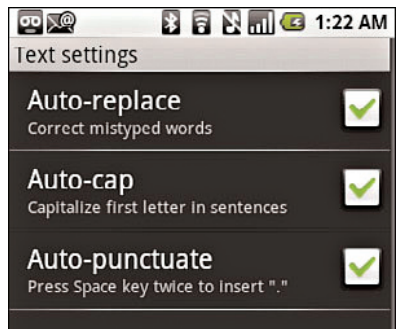 1:22 AM
Text settings
Auto-replace
Correct mistyped words
Auto-cap
Capitalize first letter in sentences
Auto-punctuate
Press Space key twice to insert "."